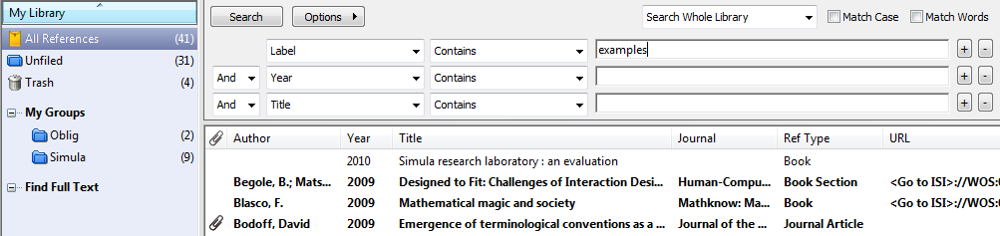 My Library
All References (41)
Unfiled (31)
Trash (4)
My Groups
Oblig (2)
Simula (9)
Find Full Text
Search Options Search Whole Library Match Case Match Words
Label Contains examples + -
And Year Contains + -
And Title Contains + -
Author Year Title Journal Ref Type URL
2010 Simula research laboratory : an evaluation Book
Begole, B.; Mats... 2009 Designed to Fit: Challenges of Interaction Desi... Human-Compu... Book Section <Go to ISI>://WOS:0
Blasco, F. 2009 Mathematical magic and society Mathknow: Ma... Book <Go to ISI>://WOS:0
Bodoff, David 2009 Emergence of terminological conventions as a ... Journal of the ... Journal Article